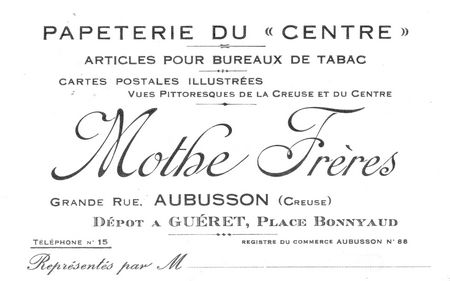 PAPETERIE DU « CENTRE »
ARTICLES POUR BUREAUX DE TABAC
CARTES POSTALES ILLUSTRÉES
VUES PITTORESQUES DE LA CREUSE ET DU CENTRE
Mothe Frères
GRANDE RUE, AUBUSSON (CREUSE)
DÉPOT A GUÉRET, PLACE BONNYAUD
TÉLÉPHONE N° 15
REGISTRE DU COMMERCE AUBUSSON N° 88
Représentés par M